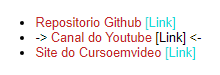 • Repositorio Github [Link]
• -> Canal do Youtube [Link] <-
• Site do Cursoemvideo [Link]